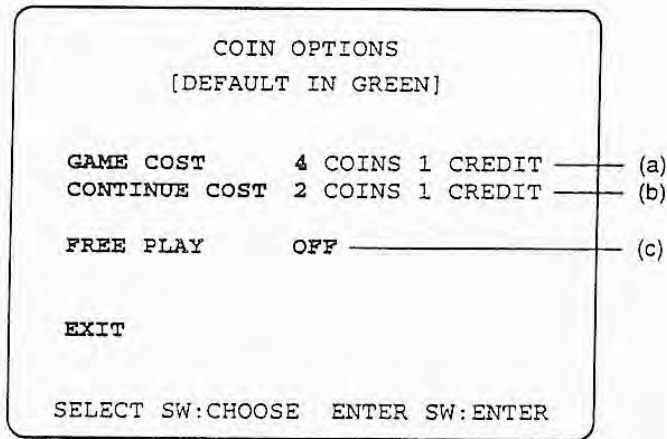 COIN OPTIONS
[DEFAULT IN GREEN]
GAME COST 4 COINS 1 CREDIT (a)
CONTINUE COST 2 COINS 1 CREDIT (b)
FREE PLAY OFF (c)
EXIT
SELECT SW:CHOOSE ENTER SW:ENTER